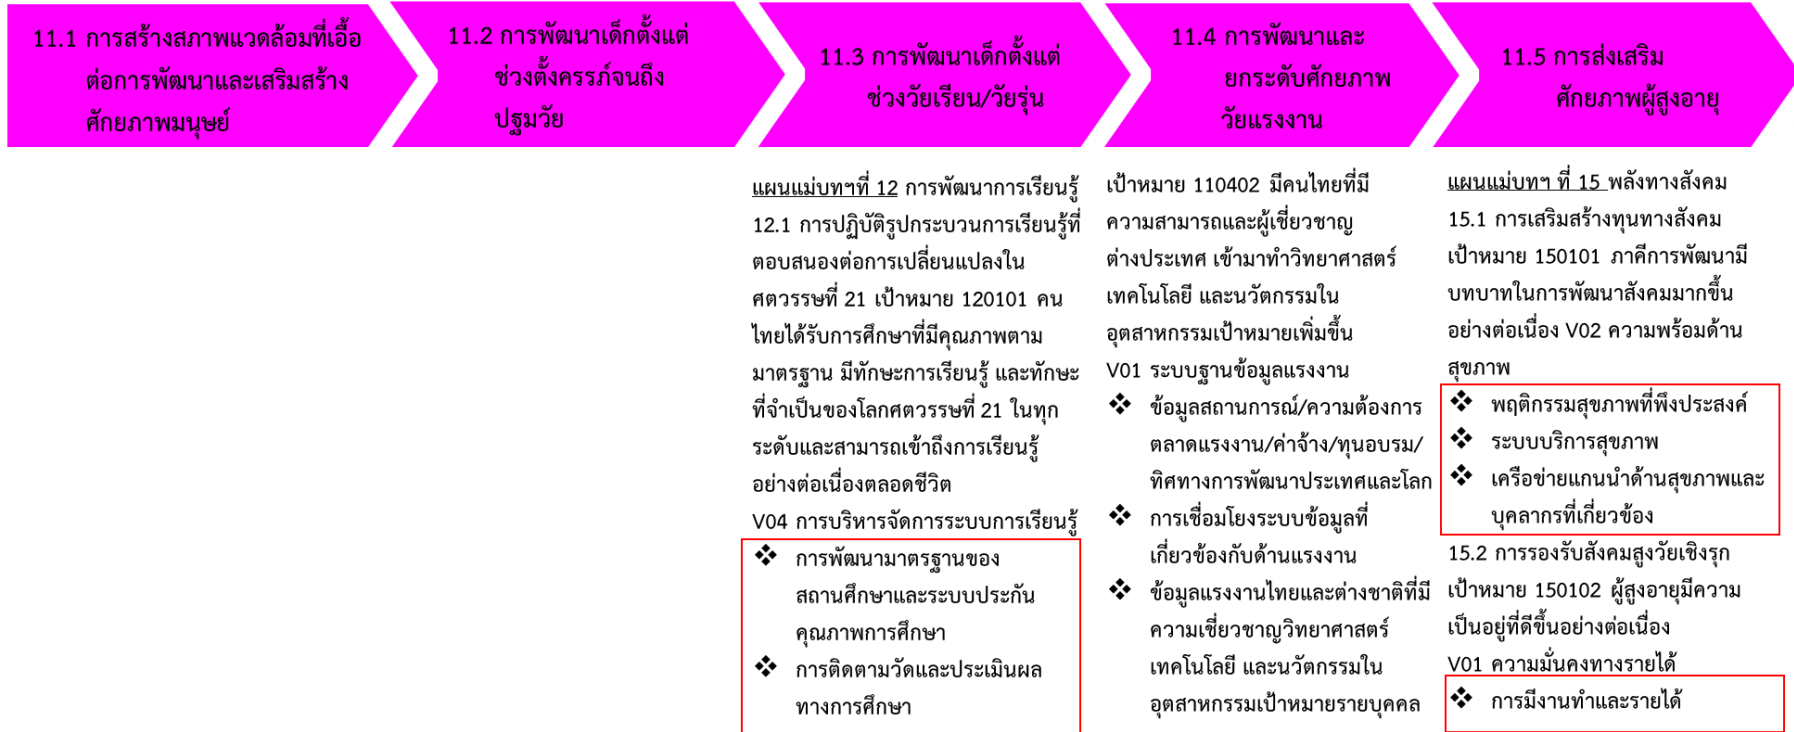 11.1 การสร้างสภาพแวดล้อมที่เอื้อ
ต่อการพัฒนาและเสริมสร้าง
ศักยภาพมนุษย์
11.2 การพัฒนาเด็กตั้งแต่
ช่วงตั้งครรภ์จนถึง
ปฐมวัย
11.3 การพัฒนาเด็กตั้งแต่
ช่วงวัยเรียน/วัยรุ่น
11.4 การพัฒนาและ
ยกระดับศักยภาพ
วัยแรงงาน
11.5 การส่งเสริม
ศักยภาพผู้สูงอายุ
แผนแม่บทฯที่ 12 การพัฒนาการเรียนรู้
12.1 การปฏิบัติรูปกระบวนการเรียนรู้ที่
ตอบสนองต่อการเปลี่ยนแปลงใน
ศตวรรษที่ 21 เป้าหมาย 120101 คน
ไทยได้รับการศึกษาที่มีคุณภาพตาม
มาตรฐาน มีทักษะการเรียนรู้ และทักษะ
ที่จำเป็นของโลกศตวรรษที่ 21 ในทุก
ระดับและสามารถเข้าถึงการเรียนรู้
อย่างต่อเนื่องตลอดชีวิต
V04 การบริหารจัดการระบบการเรียนรู้
❖ การพัฒนามาตรฐานของ
สถานศึกษาและระบบประกัน
คุณภาพการศึกษา
❖ การติดตามวัดและประเมินผล
ทางการศึกษา
เป้าหมาย 110402 มีคนไทยที่มี
ความสามารถและผู้เชี่ยวชาญ
ต่างประเทศ เข้ามาทำวิทยาศาสตร์
เทคโนโลยี และนวัตกรรมใน
อุตสาหกรรมเป้าหมายเพิ่มขึ้น
V01 ระบบฐานข้อมูลแรงงาน
❖ ข้อมูลสถานการณ์/ความต้องการ
ตลาดแรงงาน/ค่าจ้าง/ทุนอบรม/
ทิศทางการพัฒนาประเทศและโลก
❖ การเชื่อมโยงระบบข้อมูลที่
เกี่ยวข้องกับด้านแรงงาน
❖ ข้อมูลแรงงานไทยและต่างชาติที่มี
ความเชี่ยวชาญวิทยาศาสตร์
เทคโนโลยี และนวัตกรรมใน
อุตสาหกรรมเป้าหมายรายบุคคล
แผนแม่บทฯ ที่ 15 พลังทางสังคม
15.1 การเสริมสร้างทุนทางสังคม
เป้าหมาย 150101 ภาคีการพัฒนามี
บทบาทในการพัฒนาสังคมมากขึ้น
อย่างต่อเนื่อง V02 ความพร้อมด้าน
สุขภาพ
❖ พฤติกรรมสุขภาพที่พึงประสงค์
❖ ระบบบริการสุขภาพ
❖ เครือข่ายแกนนำด้านสุขภาพและ
บุคลากรที่เกี่ยวข้อง
15.2 การรองรับสังคมสูงวัยเชิงรุก
เป้าหมาย 150102 ผู้สูงอายุมีความ
เป็นอยู่ที่ดีขึ้นอย่างต่อเนื่อง
V01 ความมั่นคงทางรายได้
❖ การมีงานทำและรายได้